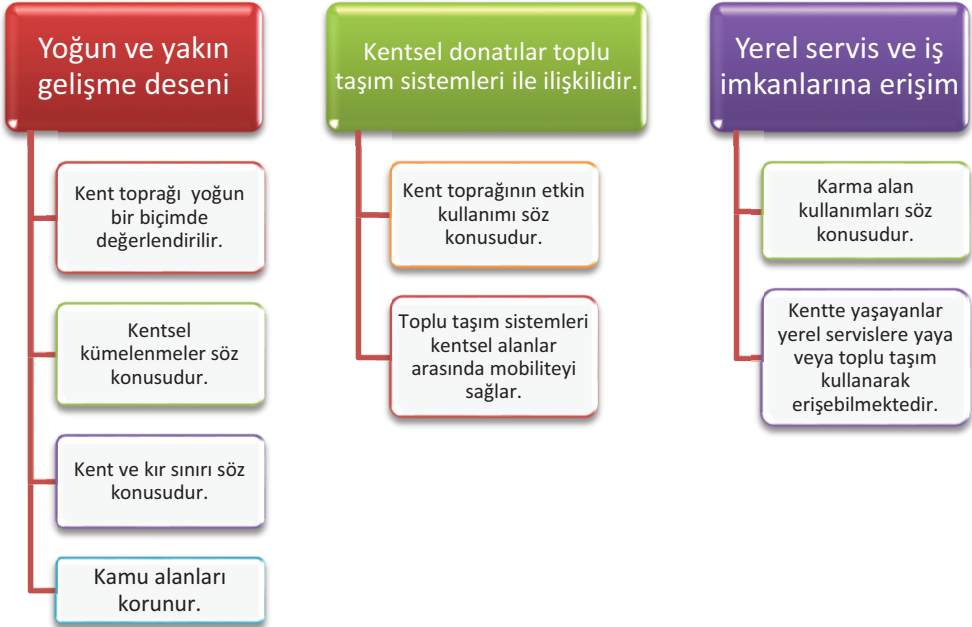 Yoğun ve yakın
gelişme deseni
Kent toprağı yoğun
bir biçimde
değerlendirilir.
Kentsel
kümelenmeler söz
konusudur.
Kent ve kır sınırı söz
konusudur.
Kamu alanları
korunur.
Kentsel donatılar toplu
taşım sistemleri ile ilişkilidir.
Kent toprağının etkin
kullanımı söz
konusudur.
Toplu taşım sistemleri
kentsel alanlar
arasında mobiliteyi
sağlar.
Yerel servis ve iş
imkanlarına erişim
Karma alan
kullanımları söz
konusudur.
Kentte yaşayanlar
yerel servislere yaya
veya toplu taşım
kullanarak
erişebilmektedir.